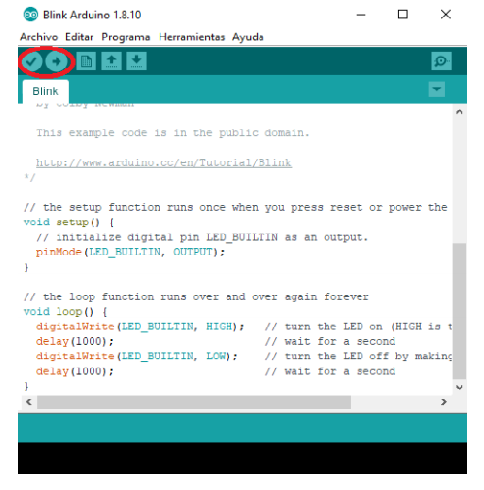 Blink Arduino 1.8.10
Archivo Editar Programa Herramientas Ayuda
Blink
by Colby Newman
This example code is in the public domain.
http://www.arduino.cc/en/Tutorial/Blink
*/
// the setup function runs once when you press reset or power the
void setup() {
// initialize digital pin LED_BUILTIN as an output.
pinMode(LED_BUILTIN, OUTPUT);
}
// the loop function runs over and over again forever
void loop() {
digitalWrite(LED_BUILTIN, HIGH); // turn the LED on (HIGH is t
delay(1000); // wait for a second
digitalWrite(LED_BUILTIN, LOW); // turn the LED off by making
delay(1000); // wait for a second
}